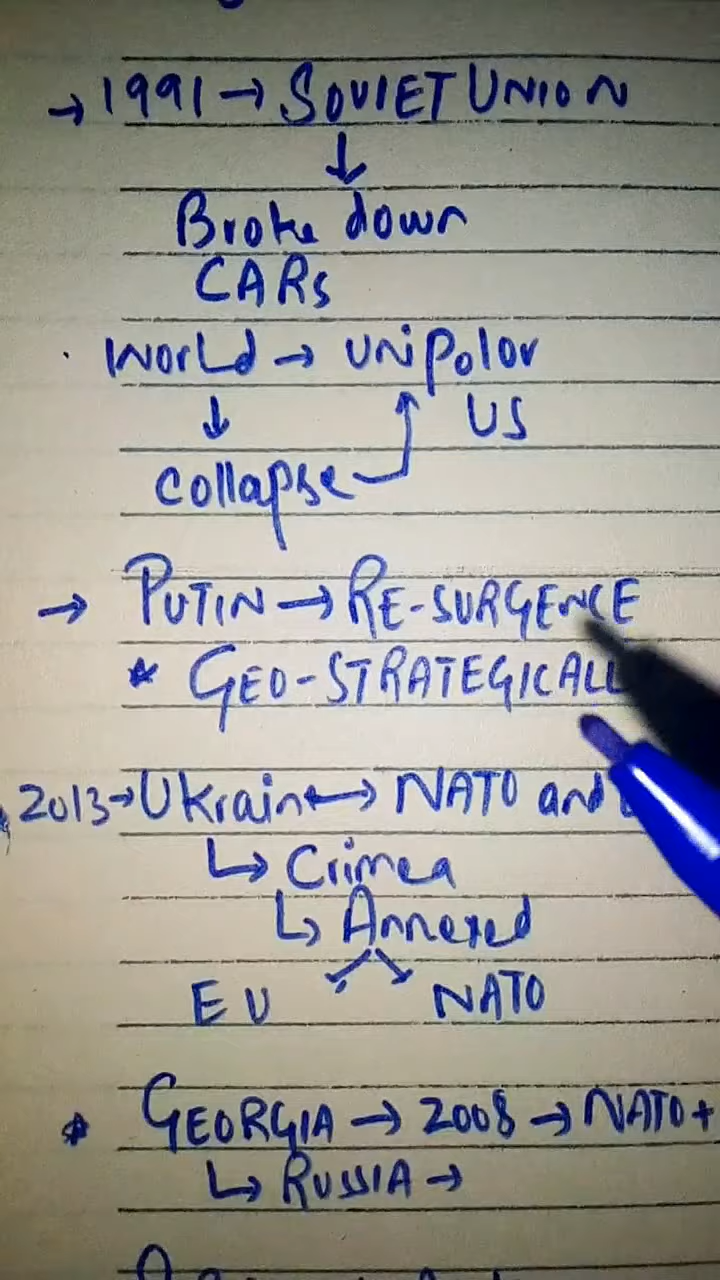 → 1991 → SOVIET UNION
↓
Broke down
CARs
· World → UNIPolar
↓ US
Collapse
→ PUTIN → RE-SURGENCE
* GEO-STRATEGICALL
2013 → Ukraine ↔ NATO and
↳ Crimea
↳ Annexed
EU NATO
* GEORGIA → 2008 → NATO +
↳ RUSSIA →